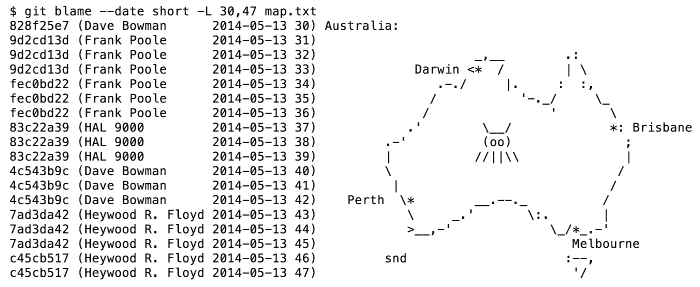 $ git blame --date short -L 30,47 map.txt
828f25e7 (Dave Bowman       2014-05-13 30) Australia:
9d2cd13d (Frank Poole       2014-05-13 31)
9d2cd13d (Frank Poole       2014-05-13 32)                     _,__        .:
9d2cd13d (Frank Poole       2014-05-13 33)             Darwin <*  /        | \
fec0bd22 (Frank Poole       2014-05-13 34)                .-./     |.     :  :,
fec0bd22 (Frank Poole       2014-05-13 35)               /           '-._/     \_
fec0bd22 (Frank Poole       2014-05-13 36)              /                '       \
83c22a39 (HAL 9000          2014-05-13 37)            .'         \__/             *: Brisbane
83c22a39 (HAL 9000          2014-05-13 38)         .-'           (oo)               ;
83c22a39 (HAL 9000          2014-05-13 39)         |            //||\\              |
4c543b9c (Dave Bowman       2014-05-13 40)         \                               /
4c543b9c (Dave Bowman       2014-05-13 41)          |                             /
4c543b9c (Dave Bowman       2014-05-13 42)    Perth  \*         __.--._          /
7ad3da42 (Heywood R. Floyd 2014-05-13 43)            \     _.'       \:.       |
7ad3da42 (Heywood R. Floyd 2014-05-13 44)            >__,-'             \_/*_.-'
7ad3da42 (Heywood R. Floyd 2014-05-13 45)                                  Melbourne
c45cb517 (Heywood R. Floyd 2014-05-13 46)         snd                     :--,
c45cb517 (Heywood R. Floyd 2014-05-13 47)                                  '/